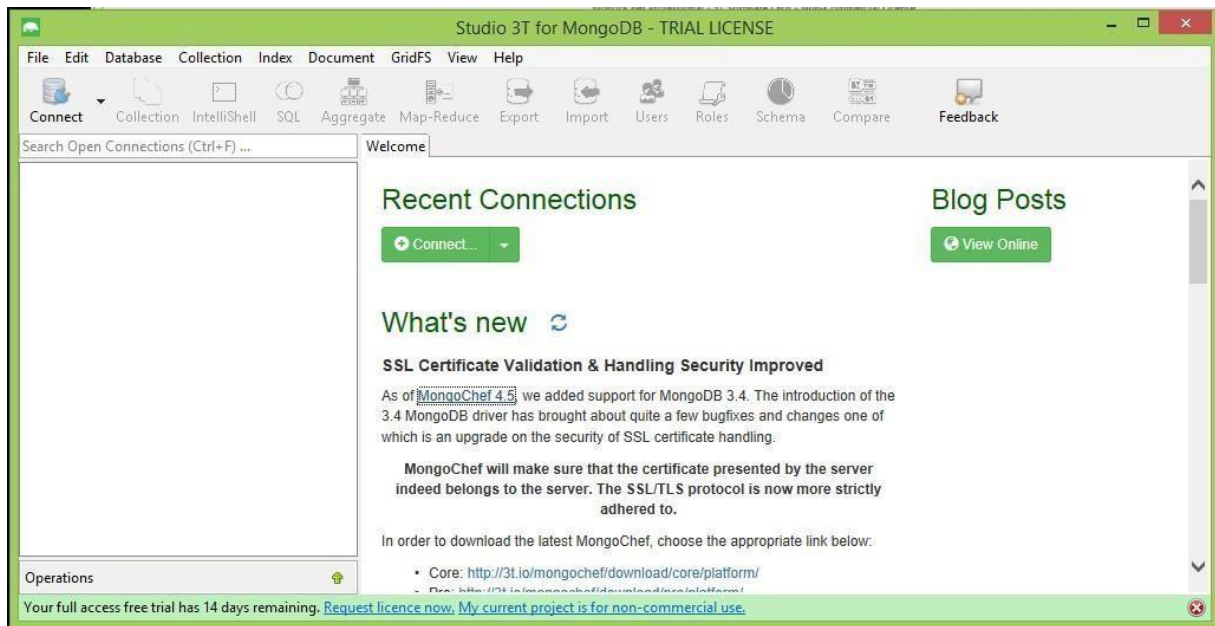 Studio 3T for MongoDB - TRIAL LICENSE
File Edit Database Collection Index Document GridFS View Help
Connect Collection IntelliShell SQL Aggregate Map-Reduce Export Import Users Roles Schema Compare Feedback
Search Open Connections (Ctrl+F) ...
Welcome
Recent Connections
Connect...
Blog Posts
View Online
What's new
SSL Certificate Validation & Handling Security Improved
As of MongoChef 4.5, we added support for MongoDB 3.4. The introduction of the
3.4 MongoDB driver has brought about quite a few bugfixes and changes one of
which is an upgrade on the security of SSL certificate handling.
MongoChef will make sure that the certificate presented by the server
indeed belongs to the server. The SSL/TLS protocol is now more strictly
adhered to.
In order to download the latest MongoChef, choose the appropriate link below:
• Core: http://3t.io/mongochef/download/core/platform/
Operations
Your full access free trial has 14 days remaining. Request licence now. My current project is for non-commercial use.